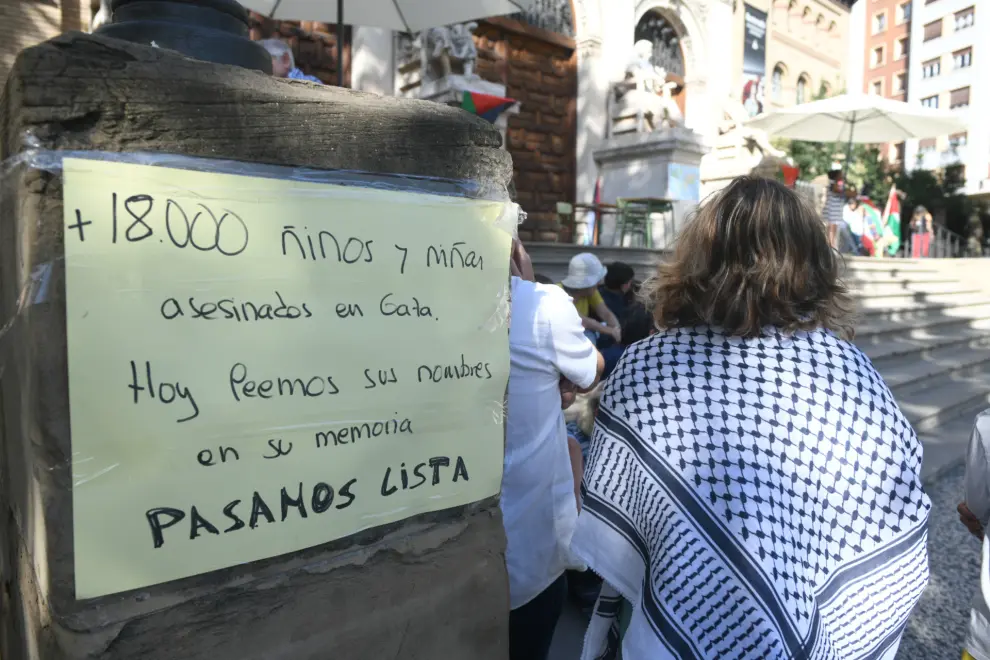 +18.000 niños y niñas
asesinados en Gaza.
Hoy leemos sus nombres
en su memoria
PASAMOS LISTA